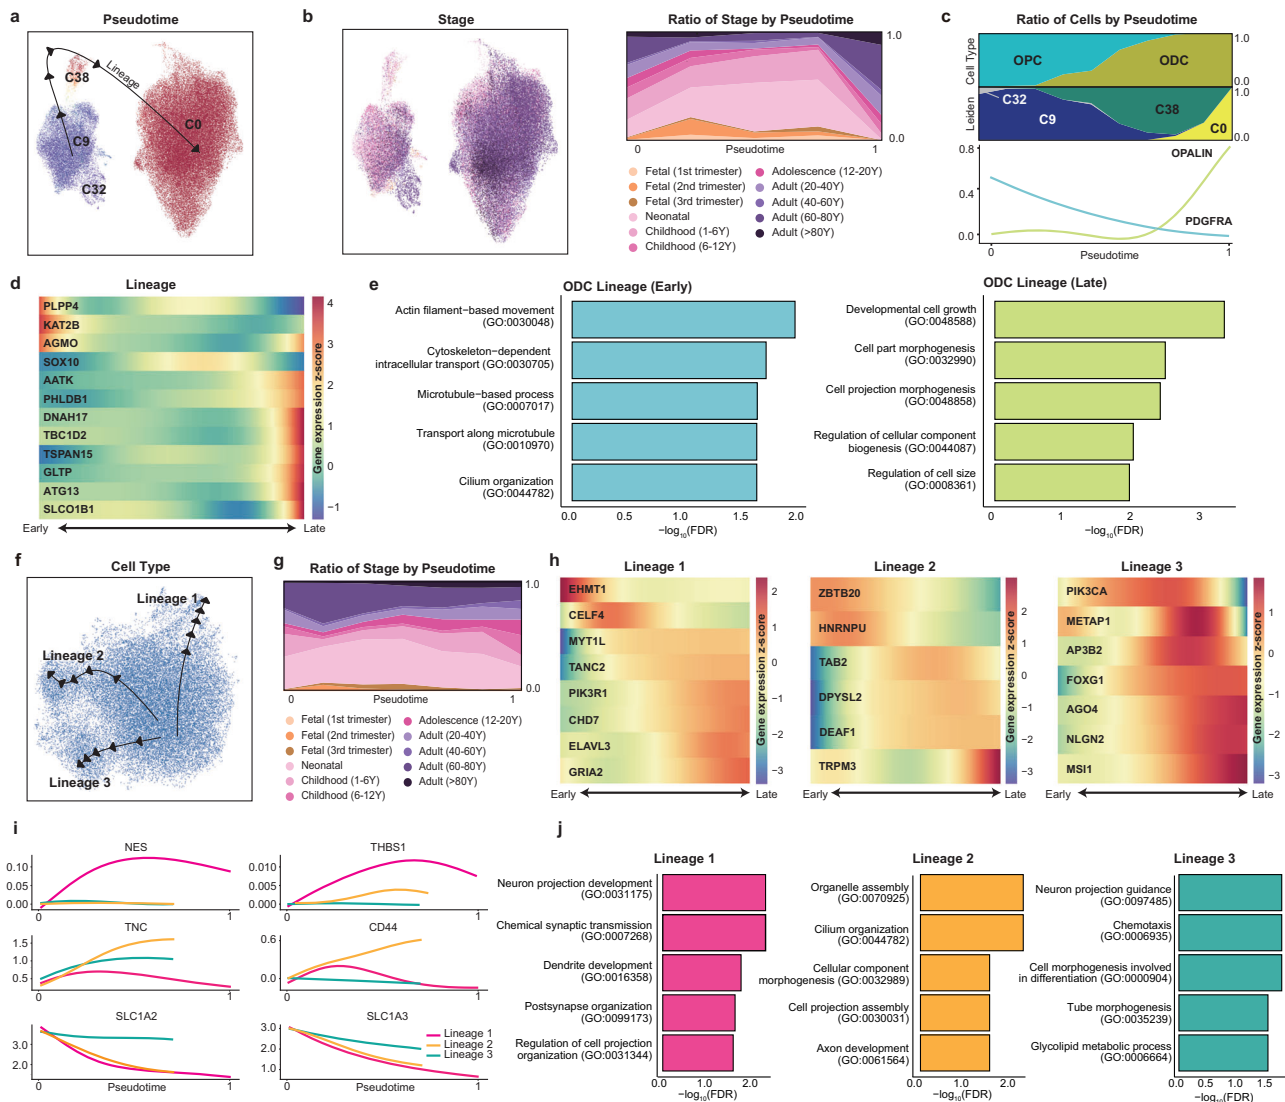 a
Pseudotime
C38
Lineage
C0
C9
C32
b
Stage
Ratio of Stage by Pseudotime
1.0
0.0
0
Pseudotime
1
Fetal (1st trimester)
Fetal (2nd trimester)
Fetal (3rd trimester)
Neonatal
Childhood (1-6Y)
Childhood (6-12Y)
Adolescence (12-20Y)
Adult (20-40Y)
Adult (40-60Y)
Adult (60-80Y)
Adult (>80Y)
c
Ratio of Cells by Pseudotime
Cell Type
OPC
ODC
1.0
0.0
Leiden
C32
C9
C38
C0
1.0
0.0
0.8
0.4
0.0
OPALIN
PDGFRA
0
Pseudotime
1
d
Lineage
PLPP4
KAT2B
AGMO
SOX10
AATK
PHLDB1
DNAH17
TBC1D2
TSPAN15
GLTP
ATG13
SLCO1B1
Early
Late
4
3
2
1
0
−1
Gene expression z-score
e
ODC Lineage (Early)
Actin filament−based movement
(GO:0030048)
Cytoskeleton−dependent
intracellular transport (GO:0030705)
Microtubule−based process
(GO:0007017)
Transport along microtubule
(GO:0010970)
Cilium organization
(GO:0044782)
0.0
0.5
1.0
1.5
2.0
−log10(FDR)
ODC Lineage (Late)
Developmental cell growth
(GO:0048588)
Cell part morphogenesis
(GO:0032990)
Cell projection morphogenesis
(GO:0048858)
Regulation of cellular component
biogenesis (GO:0044087)
Regulation of cell size
(GO:0008361)
0
1
2
3
−log10(FDR)
f
Cell Type
Lineage 1
Lineage 2
Lineage 3
g
Ratio of Stage by Pseudotime
1.0
0.0
0
Pseudotime
1
Fetal (1st trimester)
Fetal (2nd trimester)
Fetal (3rd trimester)
Neonatal
Childhood (1-6Y)
Childhood (6-12Y)
Adolescence (12-20Y)
Adult (20-40Y)
Adult (40-60Y)
Adult (60-80Y)
Adult (>80Y)
h
Lineage 1
EHMT1
CELF4
MYT1L
TANC2
PIK3R1
CHD7
ELAVL3
GRIA2
Early
Late
2
1
0
−1
−2
−3
Gene expression z-score
Lineage 2
ZBTB20
HNRNPU
TAB2
DPYSL2
DEAF1
TRPM3
Early
Late
2
1
0
−1
−2
−3
Gene expression z-score
Lineage 3
PIK3CA
METAP1
AP3B2
FOXG1
AGO4
NLGN2
MSI1
Early
Late
1
0
−1
−2
−3
Gene expression z-score
i
NES
0.10
0.05
0.00
0
1
THBS1
0.010
0.005
0.000
0
1
TNC
1.5
1.0
0.5
0
1
CD44
0.6
0.0
0
1
SLC1A2
3.0
2.0
0
Pseudotime
1
SLC1A3
3.0
2.0
1.0
Lineage 1
Lineage 2
Lineage 3
0
Pseudotime
1
j
Lineage 1
Neuron projection development
(GO:0031175)
Chemical synaptic transmission
(GO:0007268)
Dendrite development
(GO:0016358)
Postsynapse organization
(GO:0099173)
Regulation of cell projection
organization (GO:0031344)
0.0
1.0
2.0
−log10(FDR)
Lineage 2
Organelle assembly
(GO:0070925)
Cilium organization
(GO:0044782)
Cellular component
morphogenesis (GO:0032989)
Cell projection assembly
(GO:0030031)
Axon development
(GO:0061564)
0.0
1.0
2.0
−log10(FDR)
Lineage 3
Neuron projection guidance
(GO:0097485)
Chemotaxis
(GO:0006935)
Cell morphogenesis involved
in differentiation (GO:0000904)
Tube morphogenesis
(GO:0035239)
Glycolipid metabolic process
(GO:0006664)
0.0
0.5
1.0
1.5
−log10(FDR)